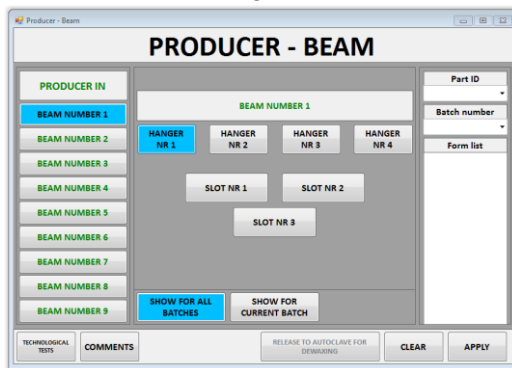 Producer - Beam
PRODUCER - BEAM
PRODUCER IN
BEAM NUMBER 1
BEAM NUMBER 2
BEAM NUMBER 3
BEAM NUMBER 4
BEAM NUMBER 5
BEAM NUMBER 6
BEAM NUMBER 7
BEAM NUMBER 8
BEAM NUMBER 9
BEAM NUMBER 1
HANGER
NR 1
HANGER
NR 2
HANGER
NR 3
HANGER
NR 4
SLOT NR 1
SLOT NR 2
SLOT NR 3
SHOW FOR ALL
BATCHES
SHOW FOR
CURRENT BATCH
Part ID
Batch number
Form list
TECHNOLOGICAL
TESTS
COMMENTS
RELEASE TO AUTOCLAVE FOR
DEWAXING
CLEAR
APPLY